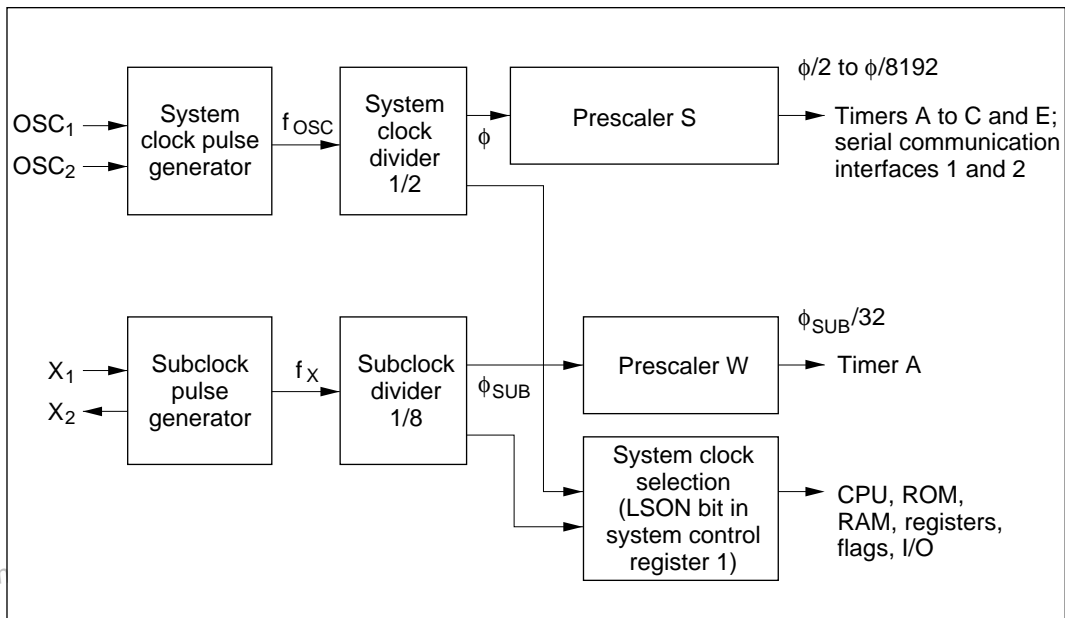 OSC1
OSC2
System
clock pulse
generator
fOSC
System
clock
divider
1/2
ϕ
Prescaler S
ϕ/2 to ϕ/8192
Timers A to C and E;
serial communication
interfaces 1 and 2
X1
X2
Subclock
pulse
generator
fX
Subclock
divider
1/8
ϕSUB
Prescaler W
ϕSUB/32
Timer A
System clock
selection
(LSON bit in
system control
register 1)
CPU, ROM,
RAM, registers,
flags, I/O